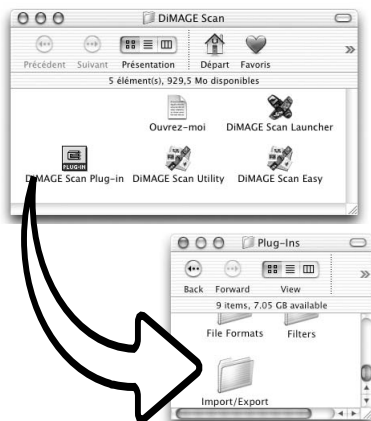 DiMAGE Scan
Précédent Suivant Présentation Départ Favoris
5 élément(s), 929,5 Mo disponibles
Ouvrez-moi DiMAGE Scan Launcher
PLUG-IN
DiMAGE Scan Plug-in DiMAGE Scan Utility DiMAGE Scan Easy
Plug-Ins
Back Forward View
9 items, 7.05 GB available
File Formats Filters
Import/Export